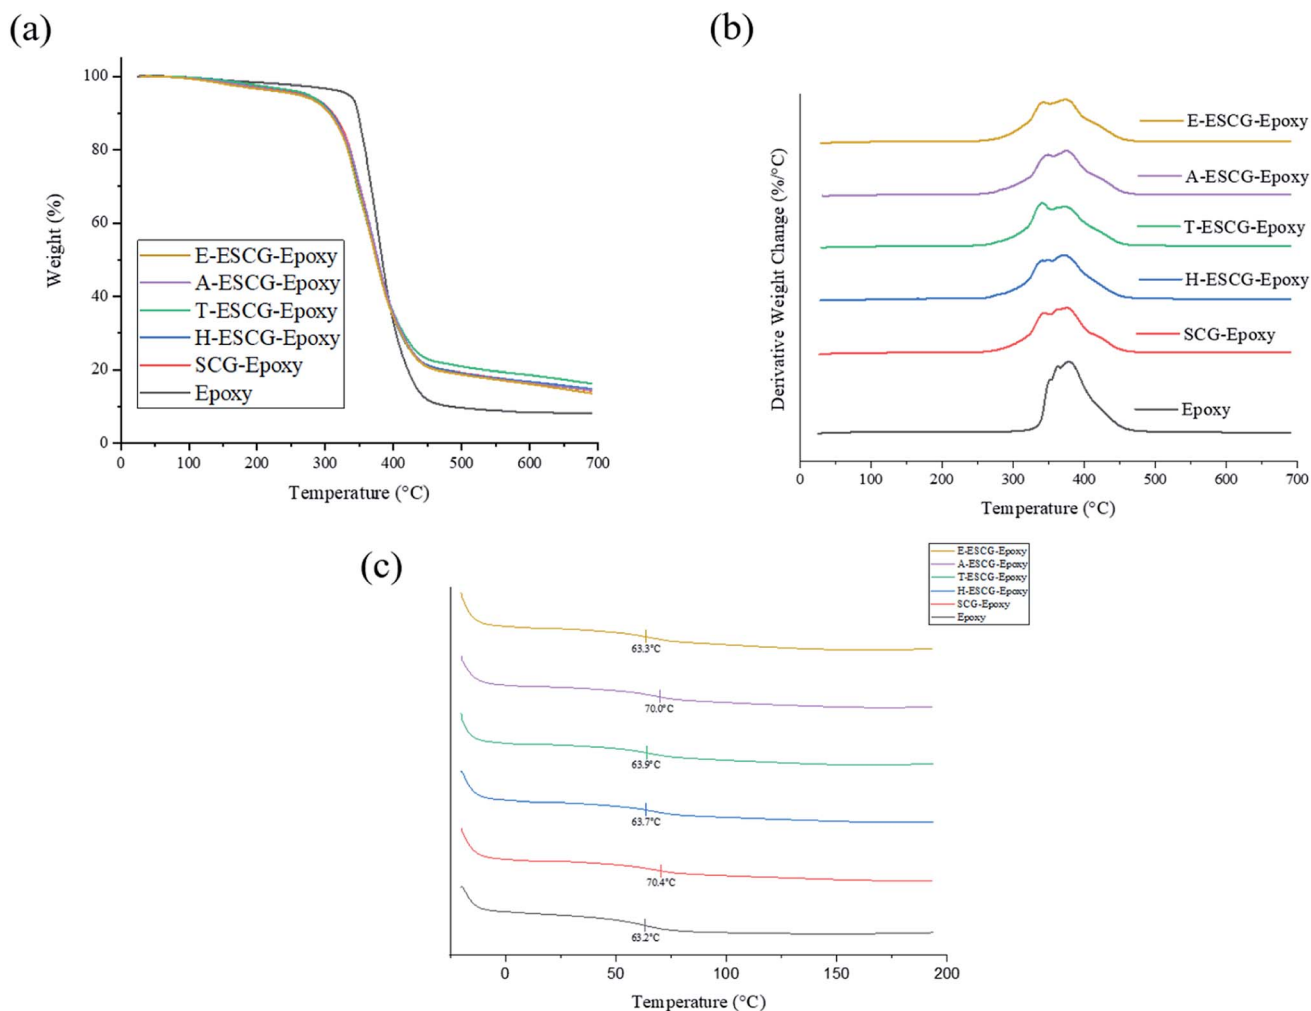 (a)
100
80
60
40
20
0
Weight (%)
E-ESCG-Epoxy
A-ESCG-Epoxy
T-ESCG-Epoxy
H-ESCG-Epoxy
SCG-Epoxy
Epoxy
0 100 200 300 400 500 600 700
Temperature (°C)
(b)
Derivative Weight Change (%/°C)
E-ESCG-Epoxy
A-ESCG-Epoxy
T-ESCG-Epoxy
H-ESCG-Epoxy
SCG-Epoxy
Epoxy
0 100 200 300 400 500 600 700
Temperature (°C)
(c)
E-ESCG-Epoxy
A-ESCG-Epoxy
T-ESCG-Epoxy
H-ESCG-Epoxy
SCG-Epoxy
Epoxy
63.3°C
70.0°C
63.9°C
63.7°C
70.4°C
63.2°C
0 50 100 150 200
Temperature (°C)